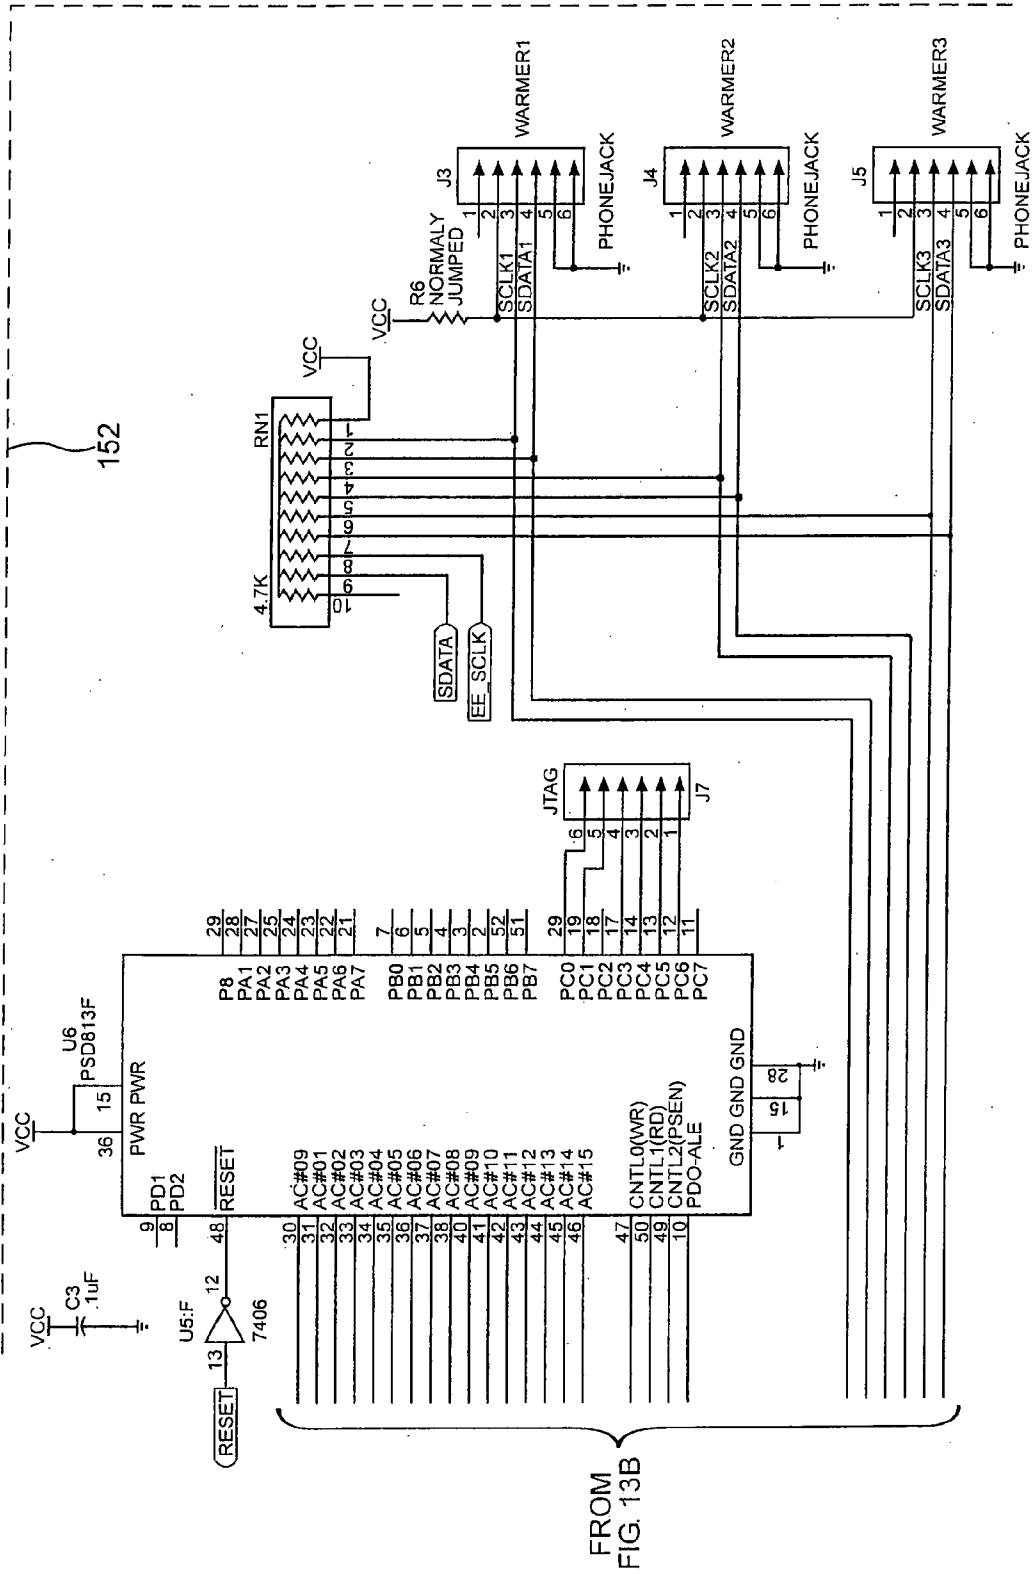 152
VCC
C3
.1uF
VCC
U6
PSD813F
36
15
PWR PWR
9 PD1
8 PD2
RESET
13
U5:F
12
7406
48 RESET
30 AC#09
31 AC#01
32 AC#02
33 AC#03
34 AC#04
35 AC#05
36 AC#06
37 AC#07
38 AC#08
40 AC#09
41 AC#10
42 AC#11
43 AC#12
44 AC#13
45 AC#14
46 AC#15
47 CNTL0(WR)
50 CNTL1(RD)
49 CNTL2(PSEN)
10 PDO-ALE
P8 29
PA1 28
PA2 27
PA3 25
PA4 24
PA5 23
PA6 22
PA7 21
PB0 7
PB1 6
PB2 5
PB3 4
PB4 3
PB5 2
PB6 52
PB7 51
PC0 29
PC1 19
PC2 18
PC3 17
PC4 14
PC5 13
PC6 12
PC7 11
GND GND GND
1
15
28
JTAG
6
5
4
3
2
1
J7
4.7K
RN1
10
9
8
7
6
5
4
3
2
1
VCC
SDATA
EE_SCLK
VCC
R6
NORMALY
JUMPED
J3
1
2
SCLK1 3
SDATA1 4
5
6
WARMER1
PHONEJACK
J4
1
2
SCLK2 3
SDATA2 4
5
6
WARMER2
PHONEJACK
J5
1
2
SCLK3 3
SDATA3 4
5
6
WARMER3
PHONEJACK
FROM
FIG. 13B